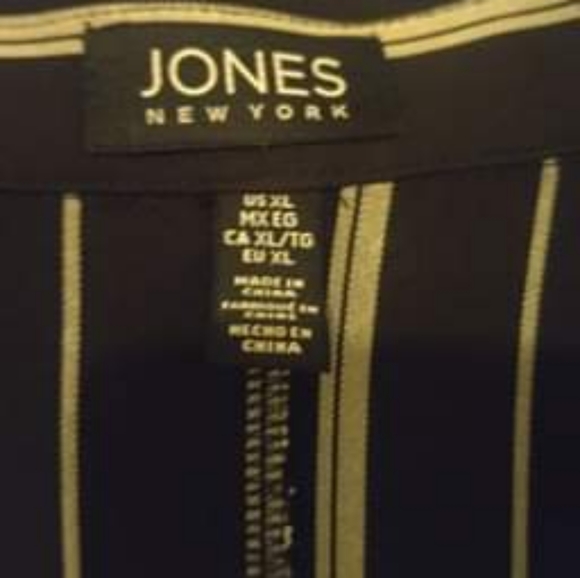 JONES
NEW YORK
US XL
MX EG
CA XL/TG
EU XL
MADE IN
CHINA
FABRIQUÉ EN
CHINE
HECHO EN
CHINA